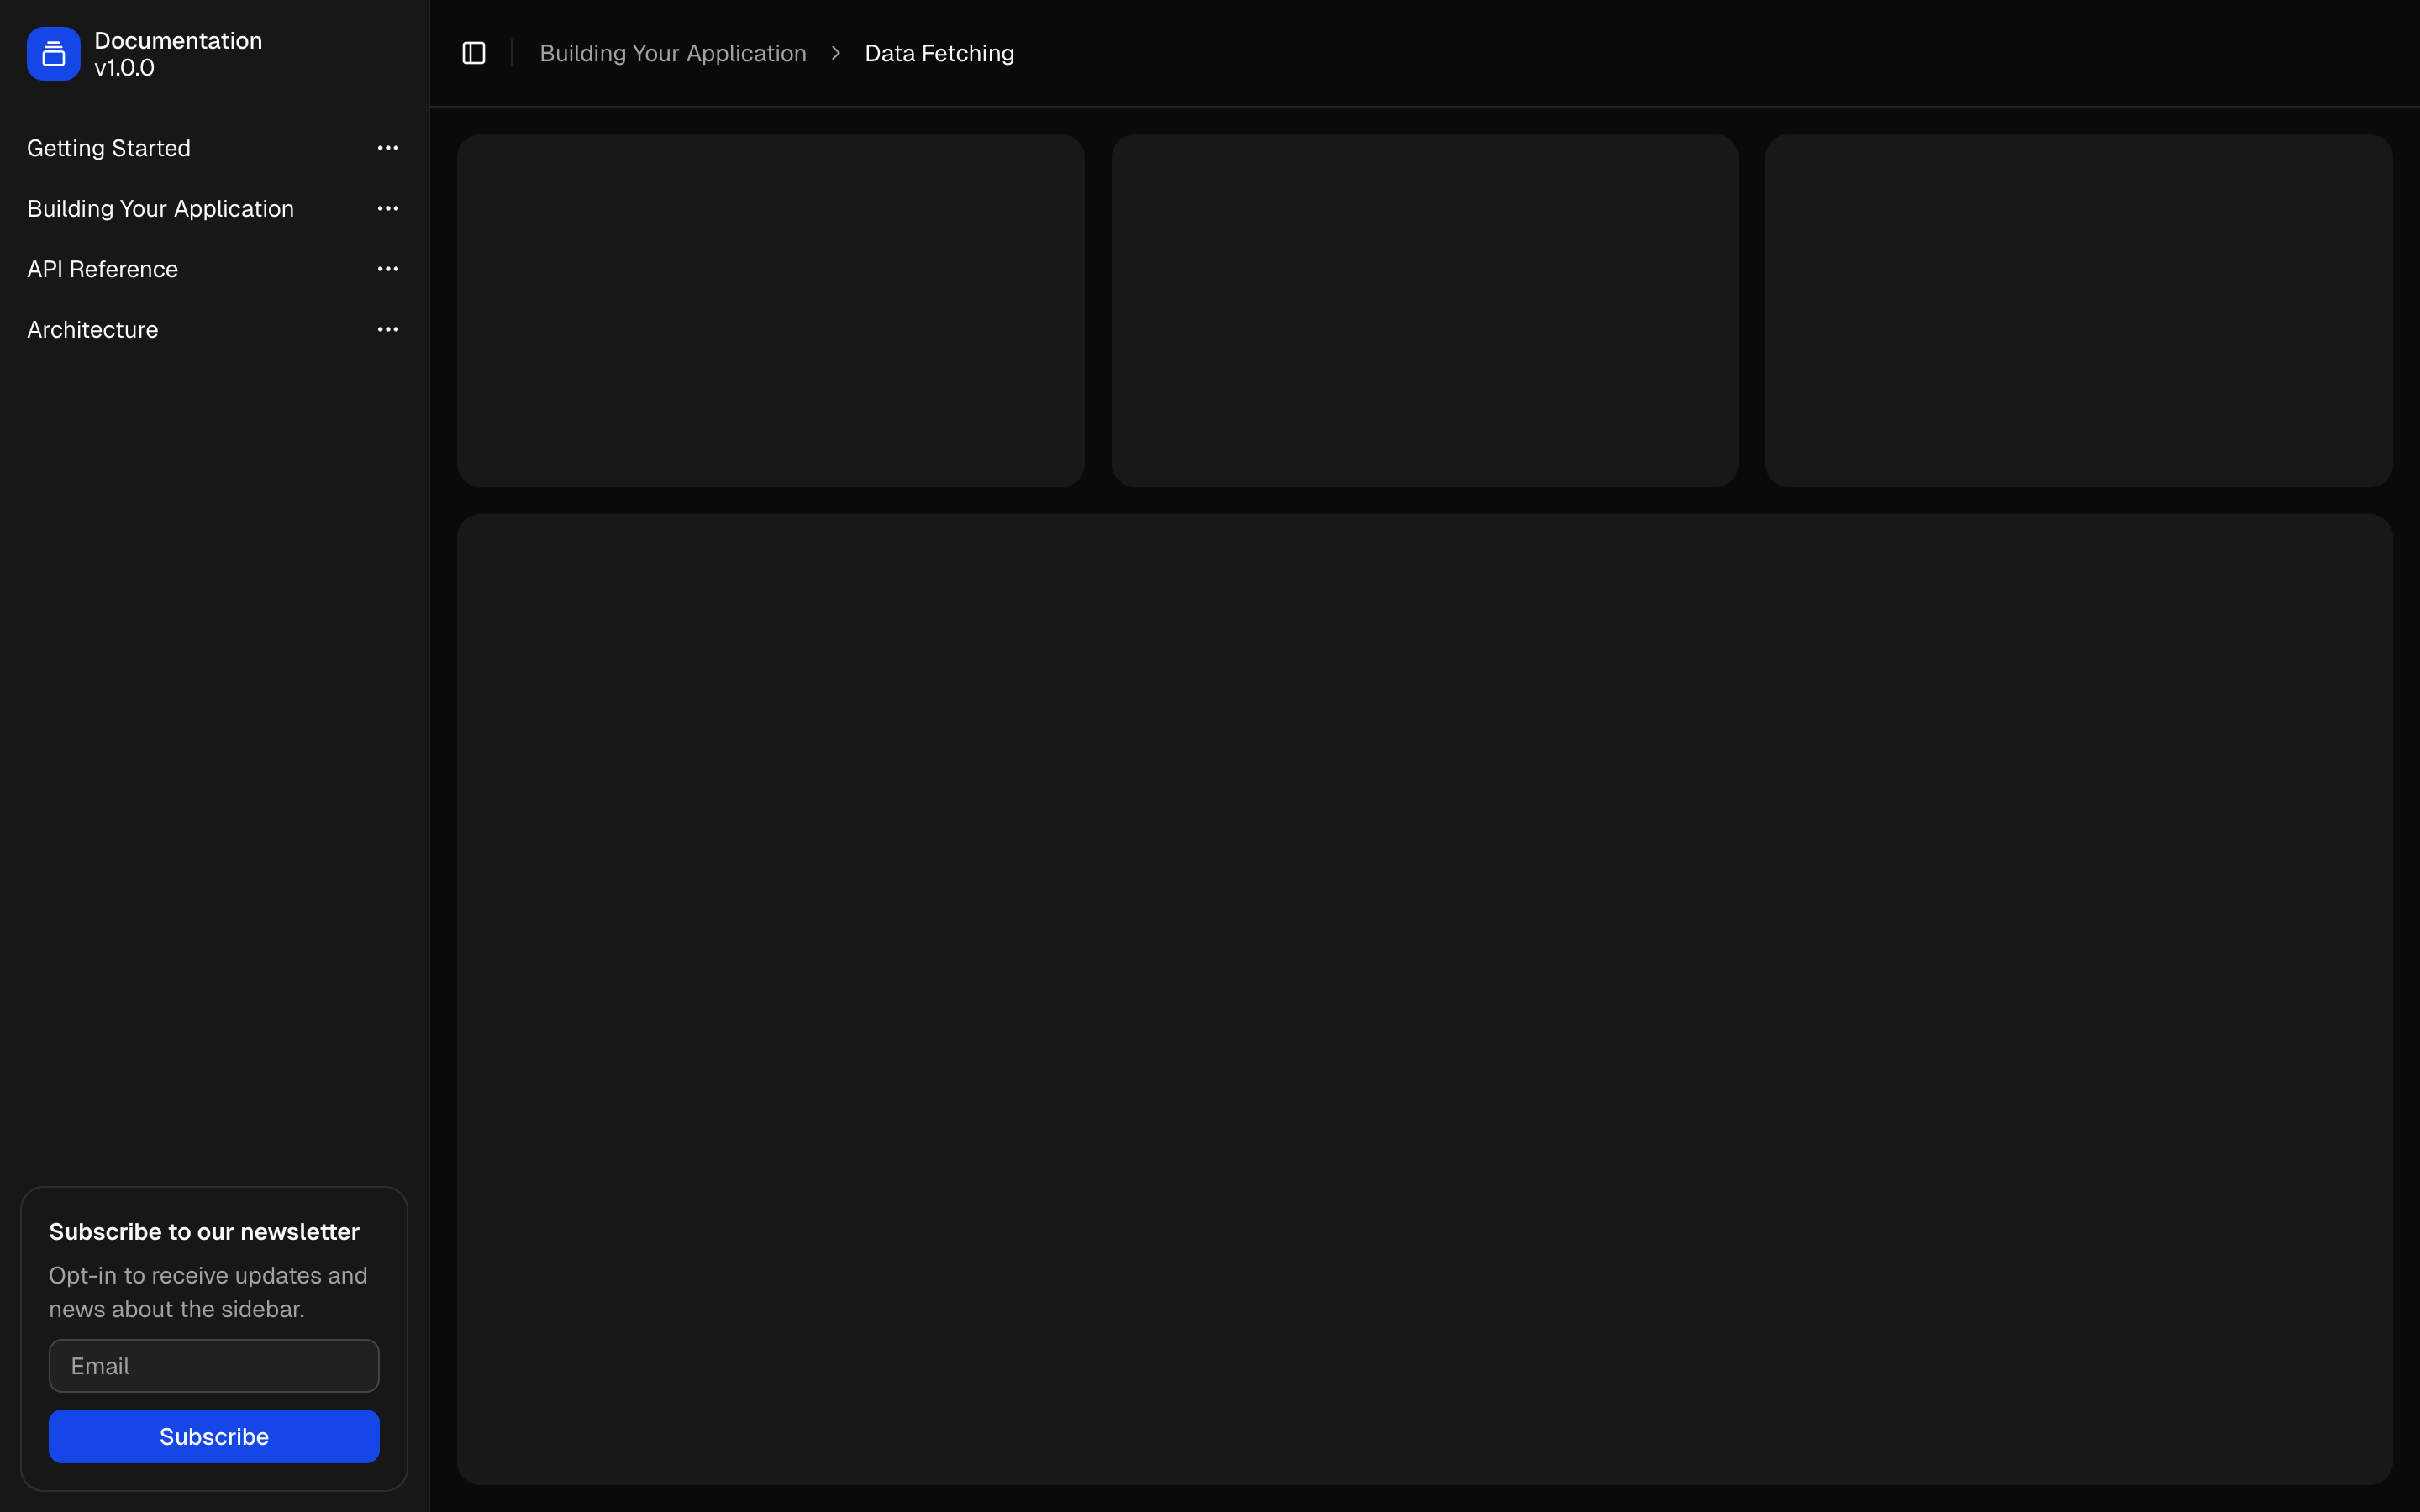 Documentation
v1.0.0
Getting Started
Building Your Application
API Reference
Architecture
Subscribe to our newsletter
Opt-in to receive updates and
news about the sidebar.
Email
Subscribe
Building Your Application
Data Fetching